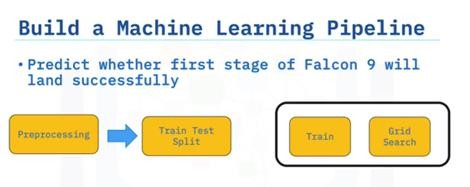 Build a Machine Learning Pipeline
• Predict whether first stage of Falcon 9 will
land successfully
Preprocessing
Train Test
Split
Train
Grid
Search